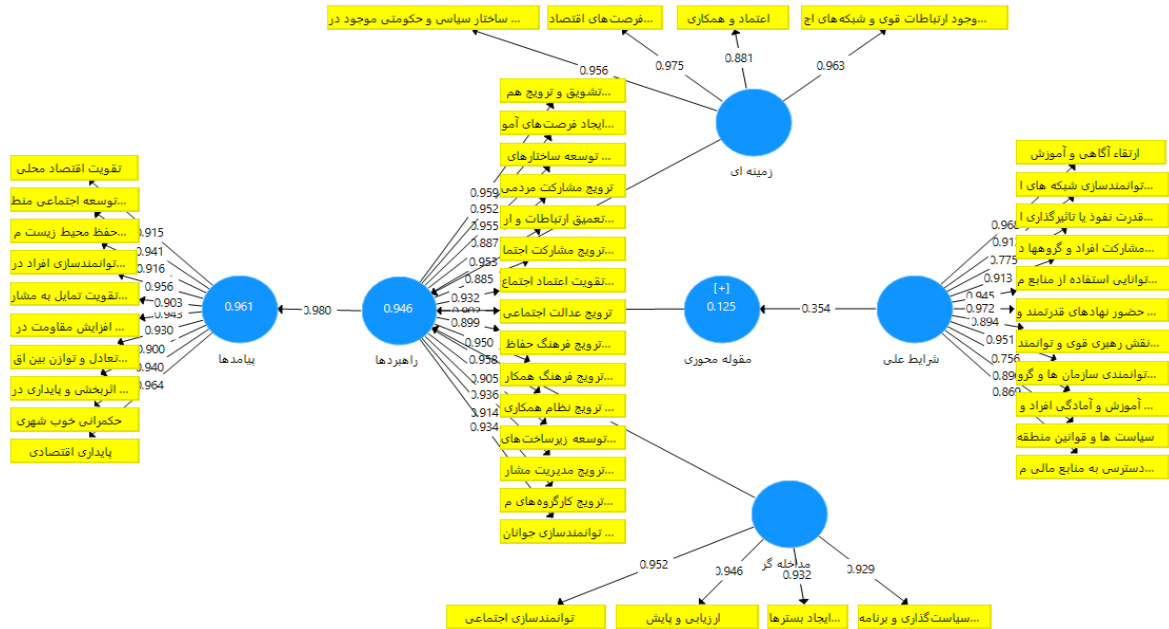 ساختار سیاسی و حکومتی موجود در ...
فرصت‌های اقتصاد...
اعتماد و همکاری
وجود ارتباطات قوی و شبکه‌های اج...
0.956
0.975
0.881
0.963
زمینه ای
تشویق و ترویج هم...
ایجاد فرصت‌های آمو...
توسعه ساختارهای ...
ترویج مشارکت مردمی
تعمیق ارتباطات و ار...
ترویج مشارکت اجتما...
تقویت اعتماد اجتماع...
ترویج عدالت اجتماعی
ترویج فرهنگ حفاظ...
ترویج فرهنگ همکار...
ترویج نظام همکاری ...
توسعه زیرساخت‌های...
ترویج مدیریت مشار...
ترویج کارگروه‌های م...
توانمندسازی جوانان ...
0.959
0.952
0.955
0.887
0.953
0.885
0.932
0.899
0.950
0.958
0.905
0.936
0.914
0.934
ارتقاء آگاهی و آموزش
توانمندسازی شبکه های ا...
قدرت نفوذ یا تاثیرگذاری ا...
مشارکت افراد و گروهها د...
توانایی استفاده از منابع م...
حضور نهادهای قدرتمند و ...
نقش رهبری قوی و توانمند...
توانمندی سازمان ها و گرو...
آموزش و آمادگی افراد و ...
سیاست ها و قوانین منطقه
دسترسی به منابع مالی م...
0.775
0.913
0.945
0.972
0.894
0.951
0.756
شرایط علی
0.354
[+]
0.125
مقوله محوری
0.946
راهبردها
0.980
0.961
پیامدها
تقویت اقتصاد محلی
توسعه اجتماعی منط...
حفظ محیط زیست م...
توانمندسازی افراد در...
تقویت تمایل به مشار...
افزایش مقاومت در ...
تعادل و توازن بین اق...
اثربخشی و پایداری در ...
حکمرانی خوب شهری
پایداری اقتصادی
0.915
0.941
0.916
0.956
0.903
0.943
0.930
0.900
0.940
0.964
مداخله گر
0.952
0.946
0.932
0.929
توانمندسازی اجتماعی
ارزیابی و پایش
ایجاد بسترها...
سیاست‌گذاری و برنامه...